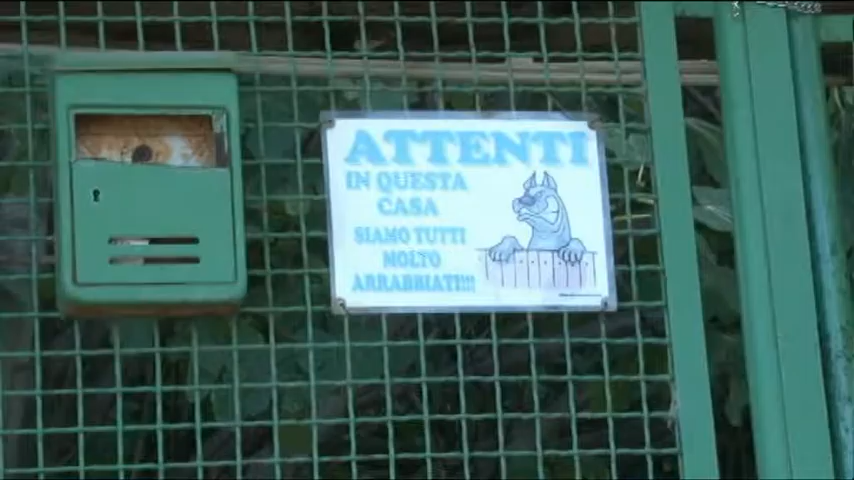 ATTENTI
IN QUESTA
CASA
SIAMO TUTTI
MOLTO
ARRABBIATI!!!